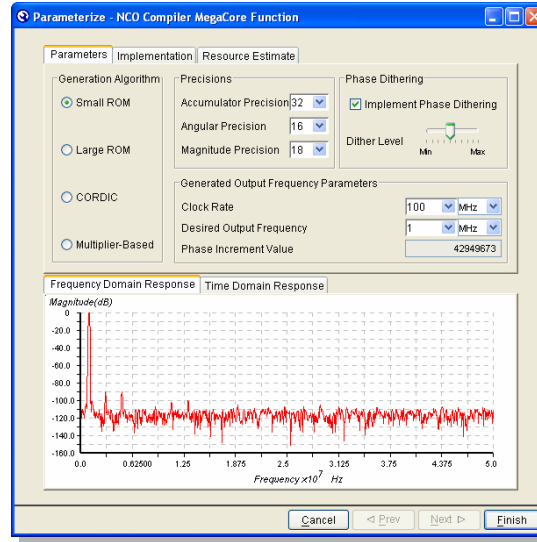 Parameterize - NCO Compiler MegaCore Function
Parameters Implementation Resource Estimate
Generation Algorithm
Small ROM
Large ROM
CORDIC
Multiplier-Based
Precisions
Accumulator Precision 32
Angular Precision 16
Magnitude Precision 18
Phase Dithering
Implement Phase Dithering
Dither Level
Min Max
Generated Output Frequency Parameters
Clock Rate 100 MHz
Desired Output Frequency 1 MHz
Phase Increment Value 42949673
Frequency Domain Response Time Domain Response
Magnitude(dB)
0
-20.0
-40.0
-60.0
-80.0
-100.0
-120.0
-140.0
-160.0
0.0 0.62500 1.25 1.875 2.5 3.125 3.75 4.375 5.0
Frequency x10^7 Hz
Cancel Prev Next Finish